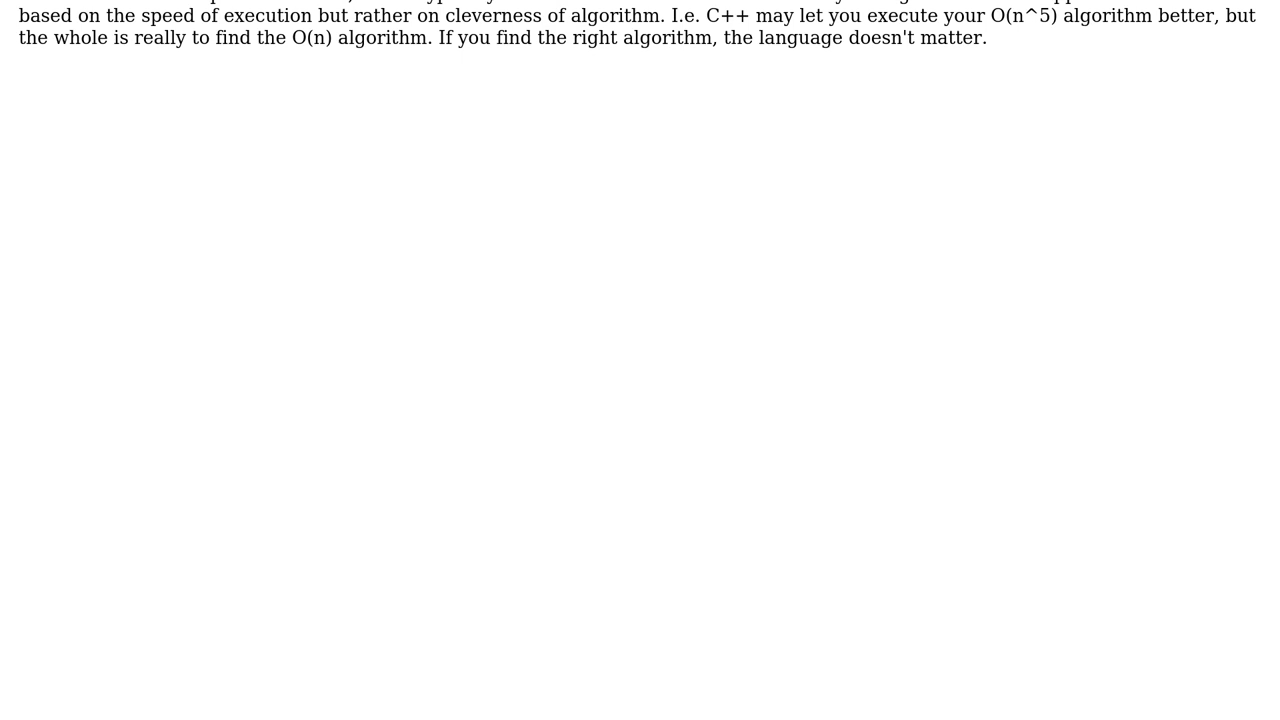 based on the speed of execution but rather on cleverness of algorithm. I.e. C++ may let you execute your O(n^5) algorithm better, but
the whole is really to find the O(n) algorithm. If you find the right algorithm, the language doesn't matter.